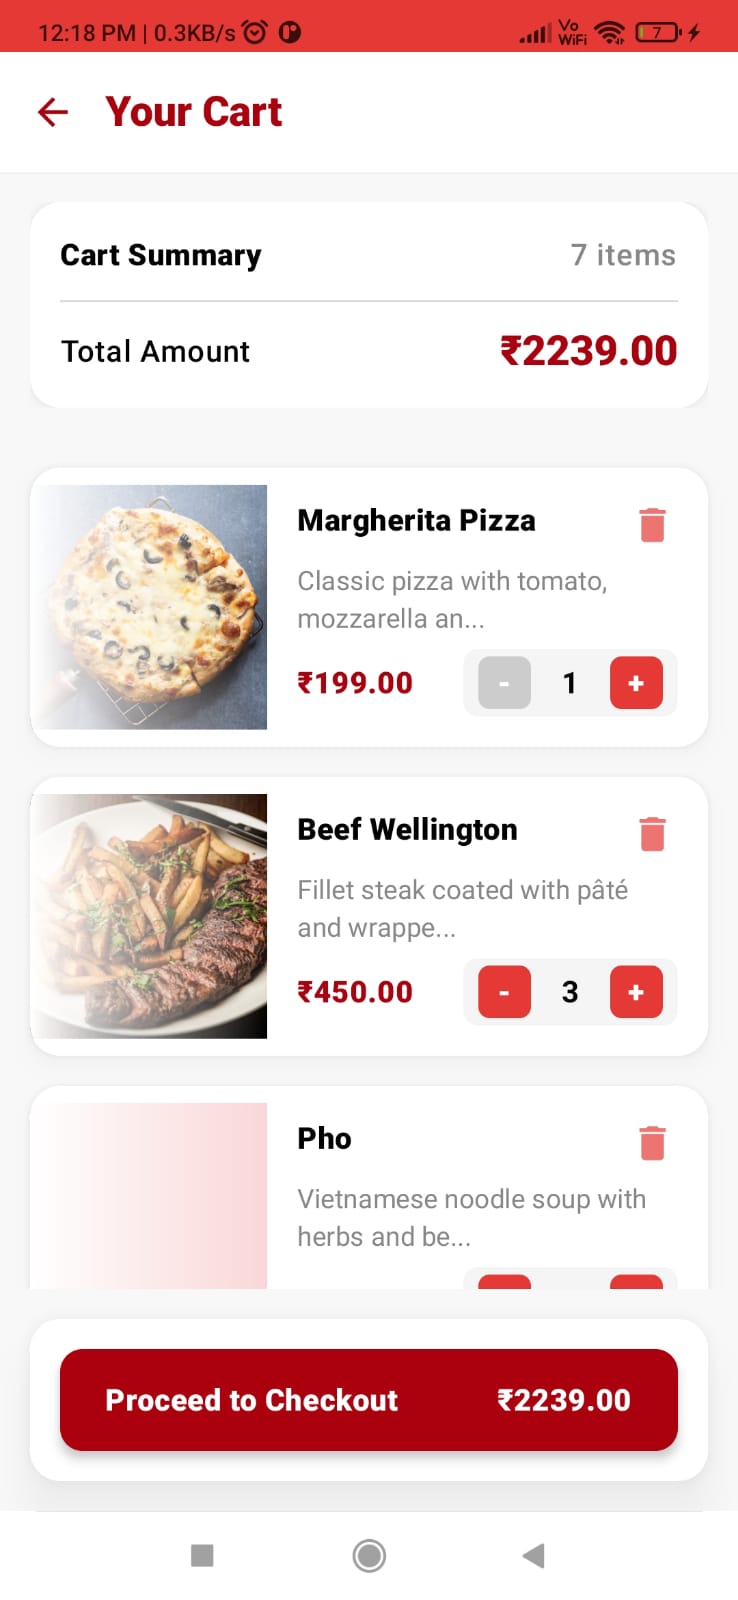 12:18 PM | 0.3KB/s
Vo
WiFi
7
Your Cart
Cart Summary
7 items
Total Amount
₹2239.00
Margherita Pizza
Classic pizza with tomato,
mozzarella an...
₹199.00
- 1 +
Beef Wellington
Fillet steak coated with pâté
and wrappe...
₹450.00
- 3 +
Pho
Vietnamese noodle soup with
herbs and be...
Proceed to Checkout
₹2239.00